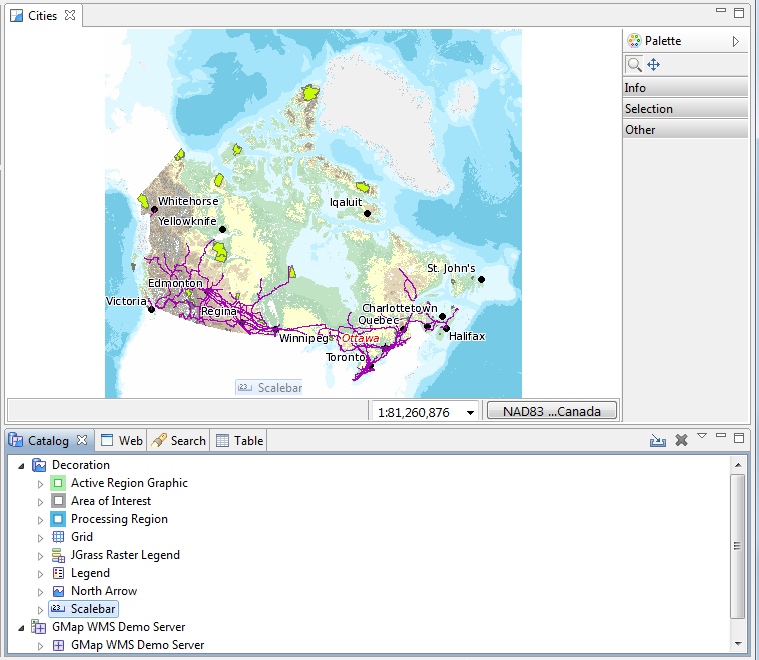 Cities
Palette
Info
Selection
Other
Whitehorse
Yellowknife
Iqaluit
St. John's
Edmonton
Victoria
Regina
Charlottetown
Quebec
Winnipeg
Ottawa
Halifax
Toronto
Scalebar
1:81,260,876
NAD83 ...Canada
Catalog
Web
Search
Table
Decoration
Active Region Graphic
Area of Interest
Processing Region
Grid
JGrass Raster Legend
Legend
North Arrow
Scalebar
GMap WMS Demo Server
GMap WMS Demo Server